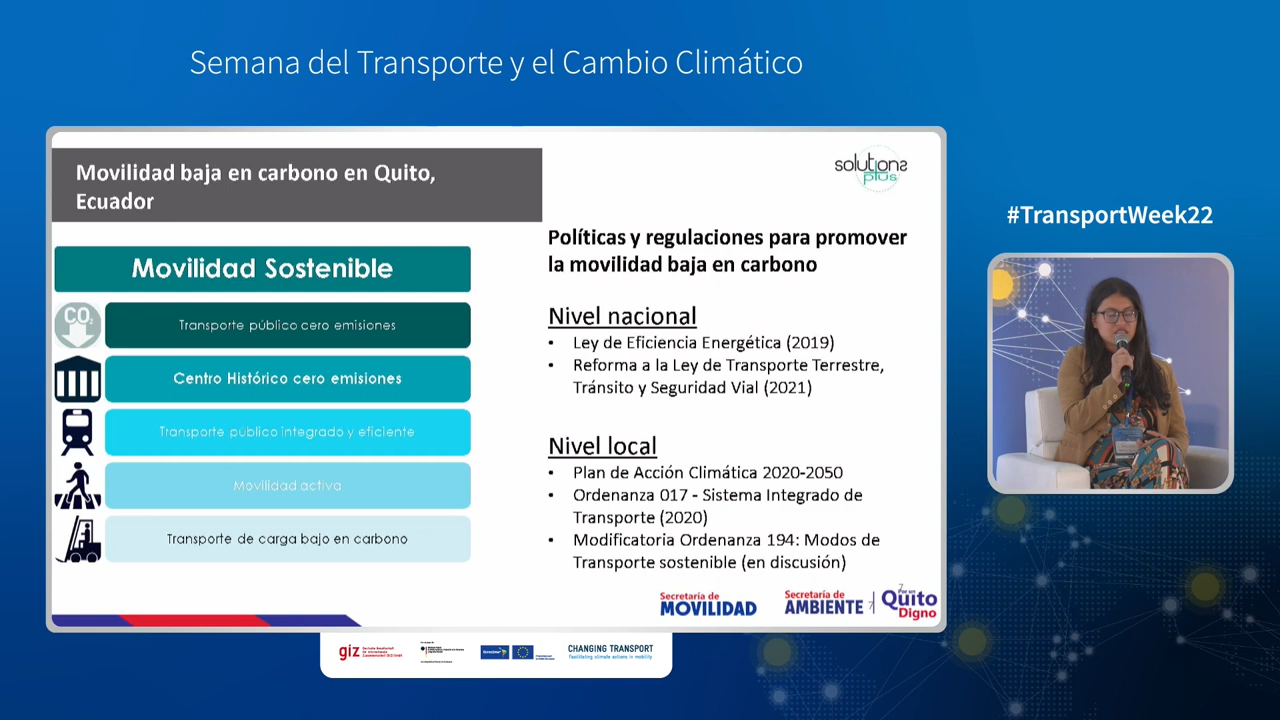 Semana del Transporte y el Cambio Climático
Movilidad baja en carbono en Quito,
Ecuador
solutions
plus
Movilidad Sostenible
CO2
Transporte público cero emisiones
Centro Histórico cero emisiones
Transporte público integrado y eficiente
Movilidad activa
Transporte de carga bajo en carbono
Políticas y regulaciones para promover
la movilidad baja en carbono
Nivel nacional
• Ley de Eficiencia Energética (2019)
• Reforma a la Ley de Transporte Terrestre,
Tránsito y Seguridad Vial (2021)
Nivel local
• Plan de Acción Climática 2020-2050
• Ordenanza 017 - Sistema Integrado de
Transporte (2020)
• Modificatoria Ordenanza 194: Modos de
Transporte sostenible (en discusión)
Secretaría de
MOVILIDAD
Secretaría de
AMBIENTE
7
Por un
Quito
Digno
7
#TransportWeek22
giz
CHANGING TRANSPORT
Facilitating climate actions in mobility